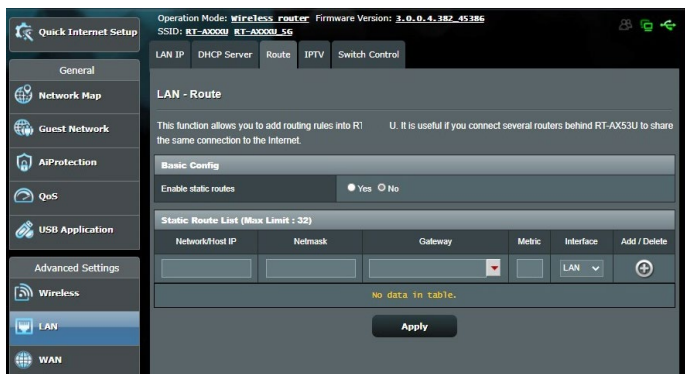 Operation Mode: Wireless router Firmware Version: 3.0.0.4.382_45386
SSID: RT-AXXXU RT-AXXXU_5G
Quick Internet Setup
General
Network Map
Guest Network
AiProtection
QoS
USB Application
Advanced Settings
Wireless
LAN
WAN
LAN IP DHCP Server Route IPTV Switch Control
LAN - Route
This function allows you to add routing rules into RT U. It is useful if you connect several routers behind RT-AX53U to share
the same connection to the Internet.
Basic Config
Enable static routes Yes No
Static Route List (Max Limit : 32)
Network/Host IP Netmask Gateway Metric Interface Add / Delete
LAN
No data in table.
Apply